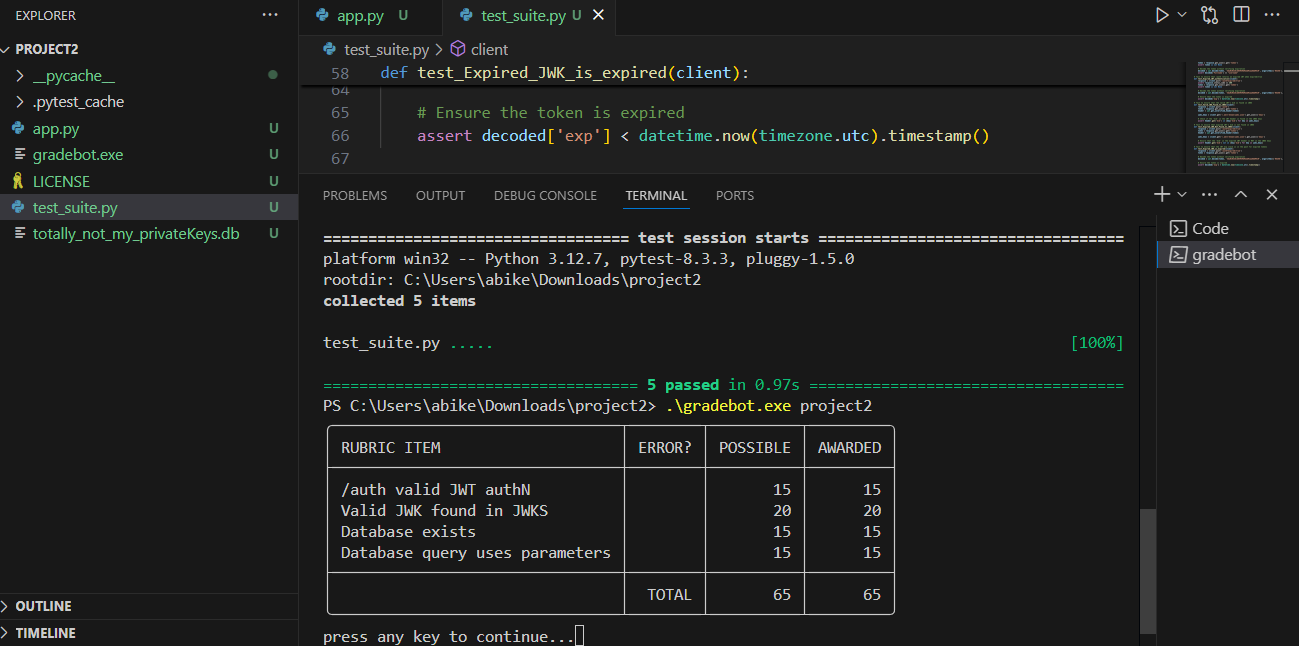 EXPLORER
PROJECT2
__pycache__
.pytest_cache
app.py U
gradebot.exe U
LICENSE U
test_suite.py U
totally_not_my_privateKeys.db U
OUTLINE
TIMELINE
app.py U
test_suite.py U
test_suite.py > client
58 def test_Expired_JWK_is_expired(client):
64
65 # Ensure the token is expired
66 assert decoded['exp'] < datetime.now(timezone.utc).timestamp()
67
PROBLEMS OUTPUT DEBUG CONSOLE TERMINAL PORTS
================================== test session starts ==================================
platform win32 -- Python 3.12.7, pytest-8.3.3, pluggy-1.5.0
rootdir: C:\Users\abike\Downloads\project2
collected 5 items
test_suite.py ..... [100%]
=================================== 5 passed in 0.97s ===================================
PS C:\Users\abike\Downloads\project2> .\gradebot.exe project2
RUBRIC ITEM ERROR? POSSIBLE AWARDED
/auth valid JWT authN 15 15
Valid JWK found in JWKS 20 20
Database exists 15 15
Database query uses parameters 15 15
TOTAL 65 65
press any key to continue...
Code
gradebot